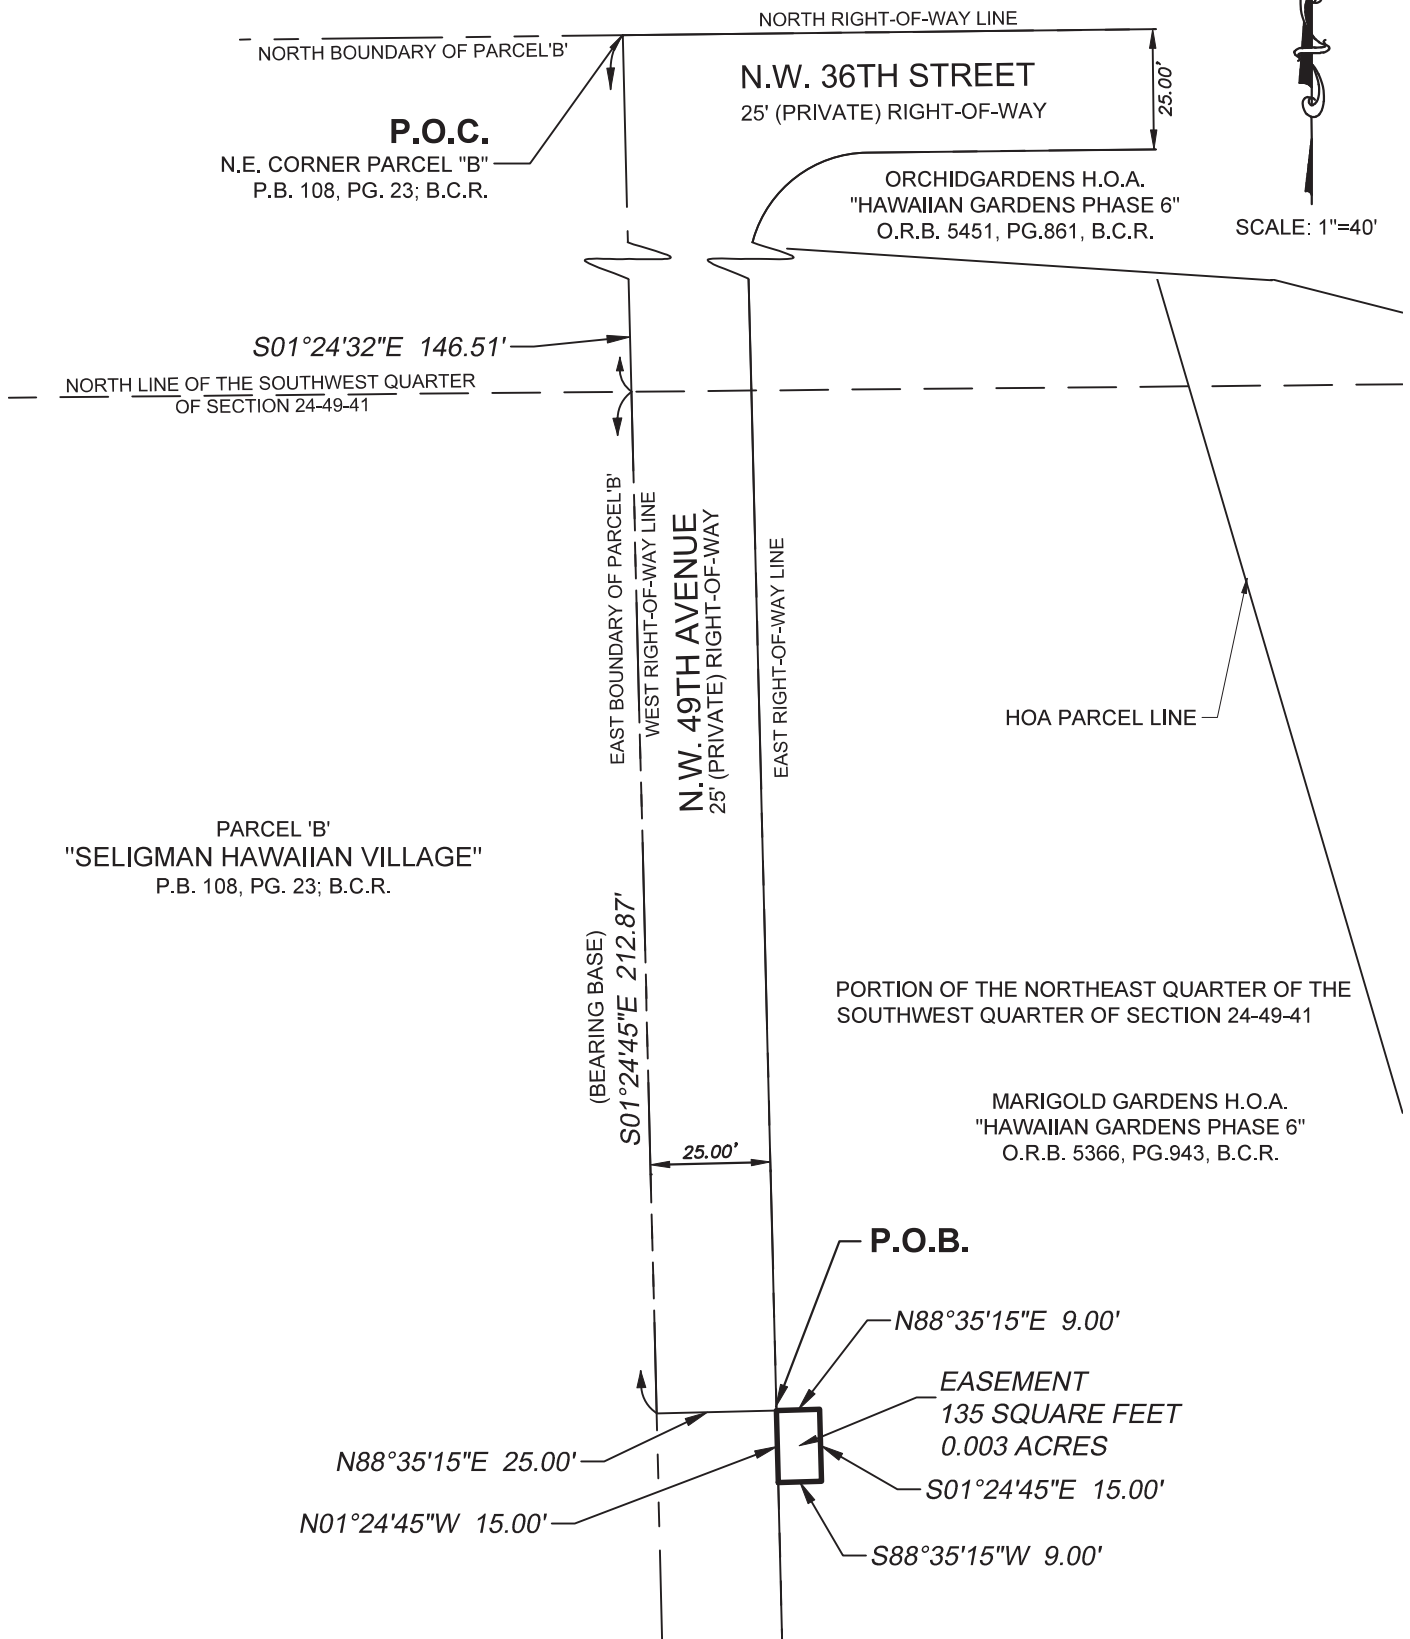 NORTH RIGHT-OF-WAY LINE
NORTH BOUNDARY OF PARCEL'B'
N.W. 36TH STREET
25' (PRIVATE) RIGHT-OF-WAY
25.00'
P.O.C.
N.E. CORNER PARCEL "B"
P.B. 108, PG. 23; B.C.R.
ORCHIDGARDENS H.O.A.
"HAWAIIAN GARDENS PHASE 6"
O.R.B. 5451, PG.861, B.C.R.
SCALE: 1"=40'
S01°24'32"E 146.51'
NORTH LINE OF THE SOUTHWEST QUARTER
OF SECTION 24-49-41
EAST BOUNDARY OF PARCEL'B'
WEST RIGHT-OF-WAY LINE
N.W. 49TH AVENUE
25' (PRIVATE) RIGHT-OF-WAY
EAST RIGHT-OF-WAY LINE
HOA PARCEL LINE
PARCEL 'B'
"SELIGMAN HAWAIIAN VILLAGE"
P.B. 108, PG. 23; B.C.R.
(BEARING BASE)
S01°24'45"E 212.87'
PORTION OF THE NORTHEAST QUARTER OF THE
SOUTHWEST QUARTER OF SECTION 24-49-41
MARIGOLD GARDENS H.O.A.
"HAWAIIAN GARDENS PHASE 6"
O.R.B. 5366, PG.943, B.C.R.
25.00'
P.O.B.
N88°35'15"E 9.00'
EASEMENT
135 SQUARE FEET
0.003 ACRES
N88°35'15"E 25.00'
S01°24'45"E 15.00'
N01°24'45"W 15.00'
S88°35'15"W 9.00'